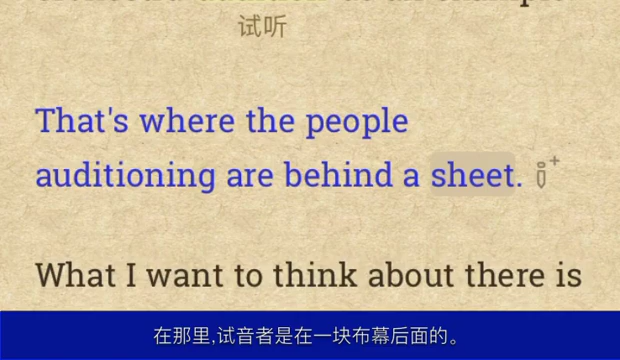 试听
That's where the people
auditioning are behind a sheet.
What I want to think about there is
在那里,试音者是在一块布幕后面的。